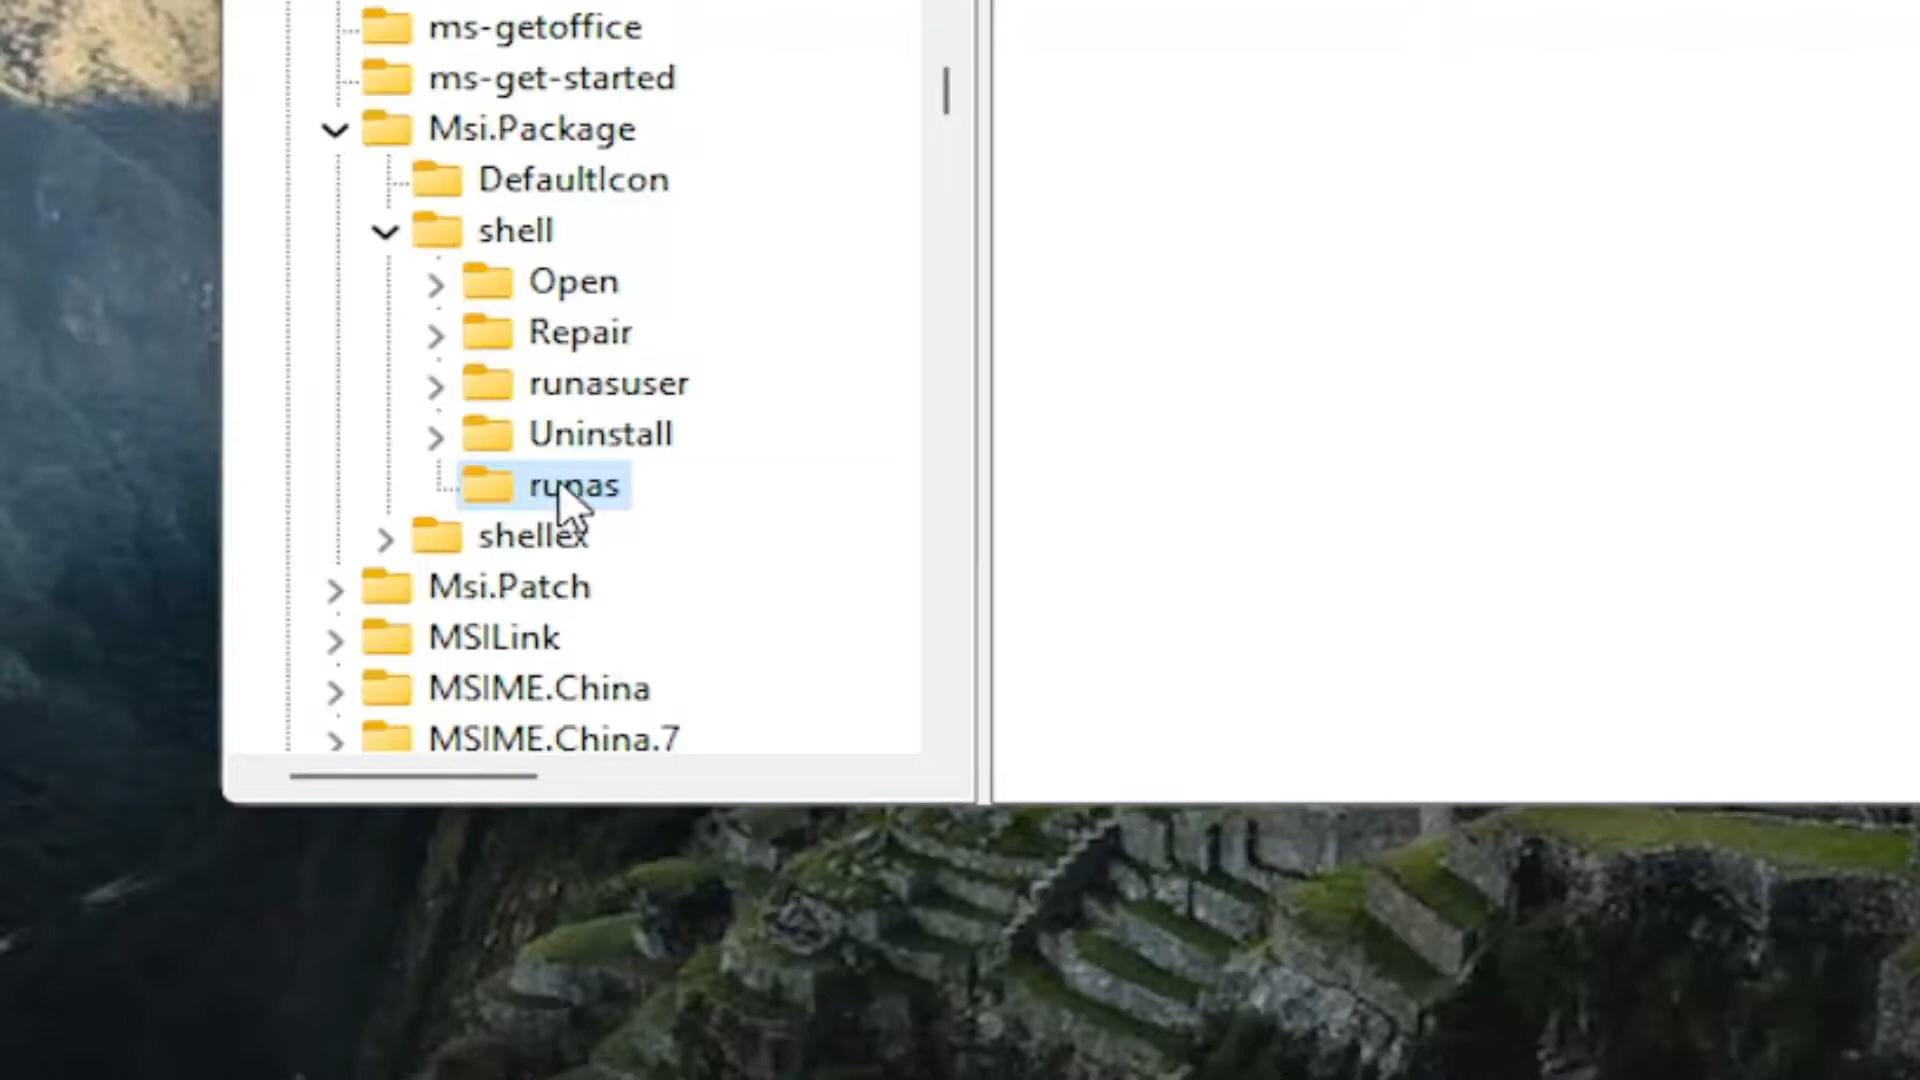 ms-getoffice
ms-get-started
Msi.Package
DefaultIcon
shell
Open
Repair
runasuser
Uninstall
runas
shellex
Msi.Patch
MSILink
MSIME.China
MSIME.China.7